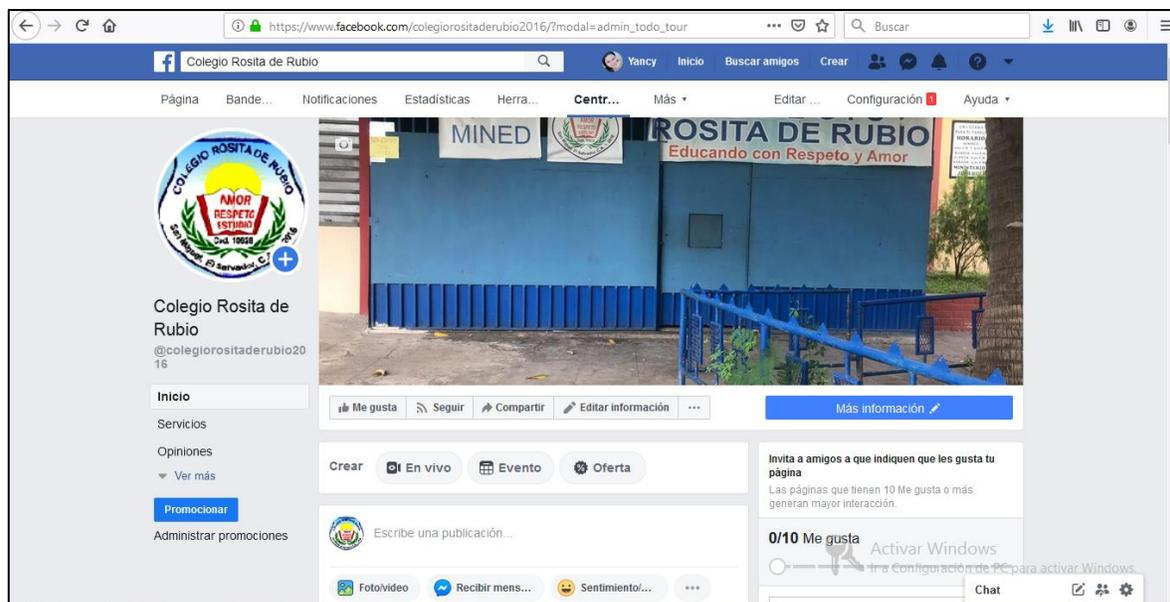 https://www.facebook.com/colegiorositaderubio2016/?modal=admin_todo_tour
Buscar
Colegio Rosita de Rubio
Yancy Inicio Buscar amigos Crear
Página Bande... Notificaciones Estadísticas Herra... Centr... Más Editar ... Configuración 1 Ayuda
MINED
ROSITA DE RUBIO
Educando con Respeto y Amor
HORARIO
COLEGIO ROSITA DE RUBIO
AMOR
RESPETO
ESTUDIO
San Miguel, El Salvador, C.A. 2016
Colegio Rosita de
Rubio
@colegiorositaderubio20
16
Inicio
Servicios
Opiniones
Ver más
Promocionar
Administrar promociones
Me gusta Seguir Compartir Editar información ...
Más información
Crear En vivo Evento Oferta
Escribe una publicación...
Foto/video Recibir mens... Sentimiento/... ...
Invita a amigos a que indiquen que les gusta tu
página
Las páginas que tienen 10 Me gusta o más
generan mayor interacción.
0/10 Me gusta
Activar Windows
Ir a Configuración de PC para activar Windows.
Chat